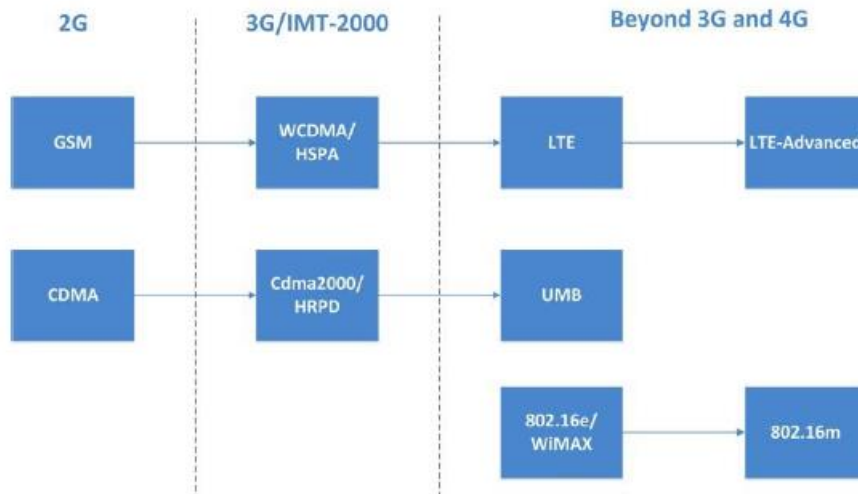 2G
3G/IMT-2000
Beyond 3G and 4G
GSM
WCDMA/
HSPA
LTE
LTE-Advanced
CDMA
Cdma2000/
HRPD
UMB
802.16e/
WiMAX
802.16m